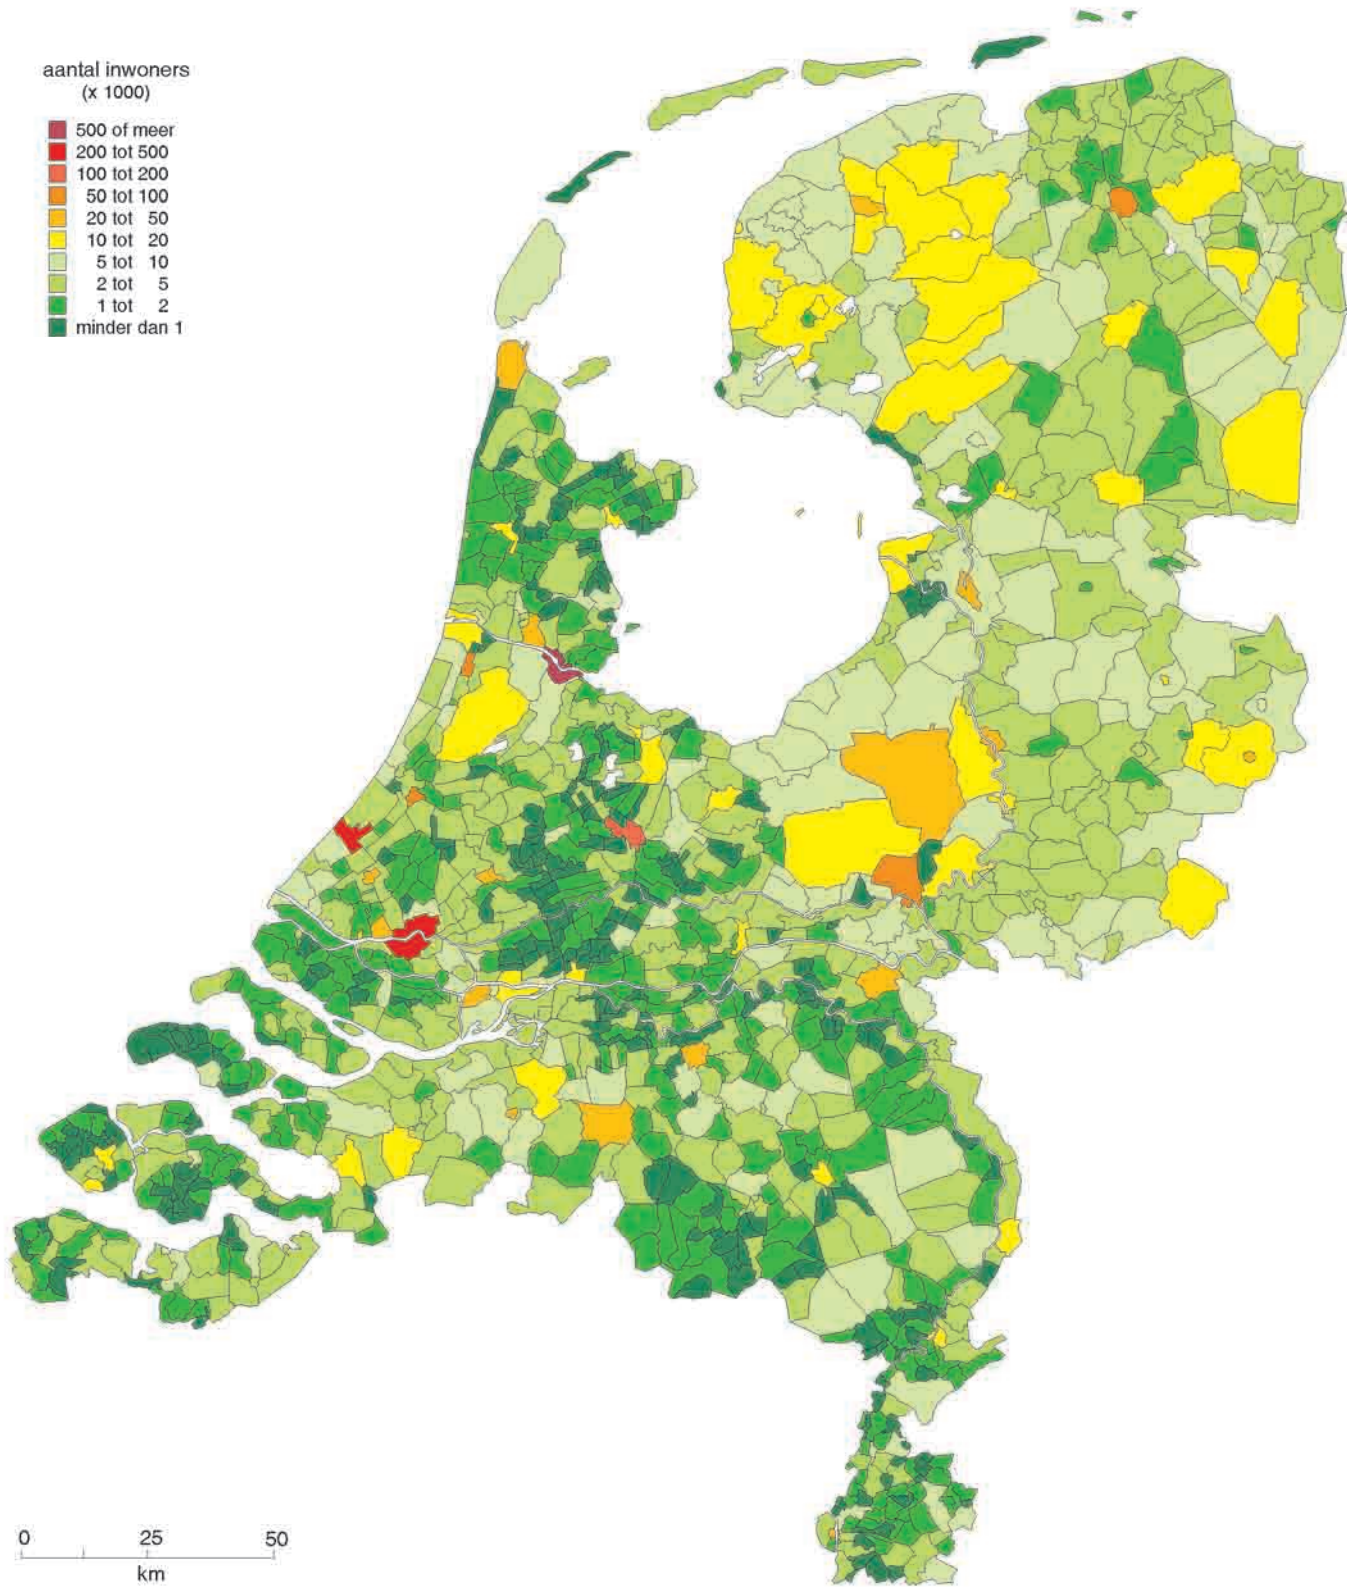 aantal inwoners
(x 1000)
500 of meer
200 tot 500
100 tot 200
50 tot 100
20 tot 50
10 tot 20
5 tot 10
2 tot 5
1 tot 2
minder dan 1
0 25 50
km